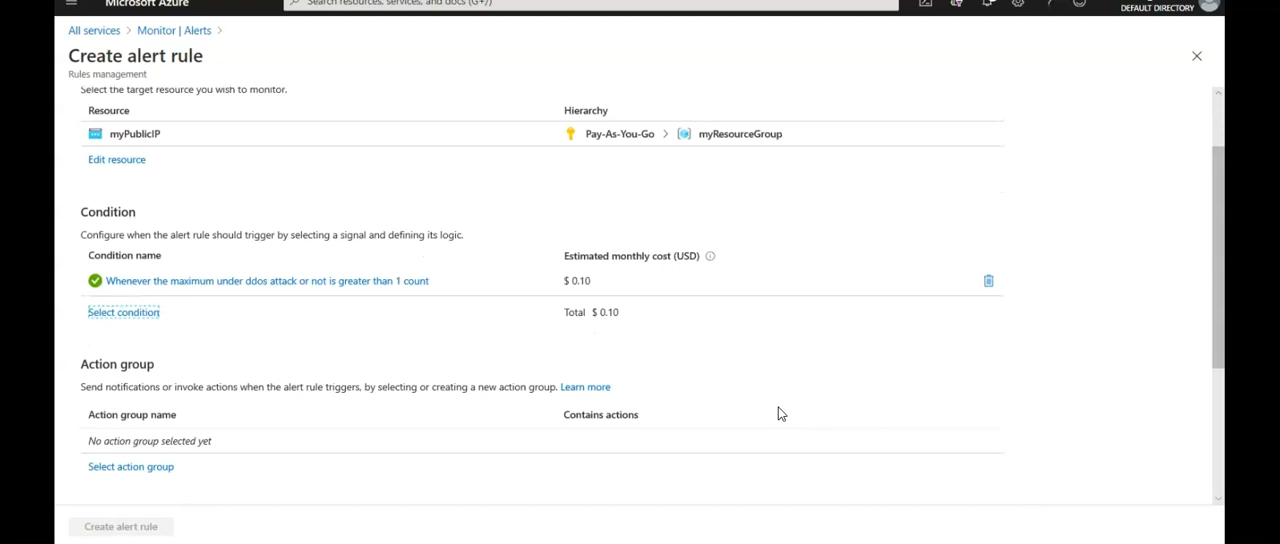 Microsoft Azure
Search resources, services, and docs (G+/)
DEFAULT DIRECTORY
All services > Monitor | Alerts >
Create alert rule
Rules management
Select the target resource you wish to monitor.
Resource Hierarchy
myPublicIP Pay-As-You-Go > myResourceGroup
Edit resource
Condition
Configure when the alert rule should trigger by selecting a signal and defining its logic.
Condition name Estimated monthly cost (USD)
Whenever the maximum under ddos attack or not is greater than 1 count $ 0.10
Select condition Total $ 0.10
Action group
Send notifications or invoke actions when the alert rule triggers, by selecting or creating a new action group. Learn more
Action group name Contains actions
No action group selected yet
Select action group
Create alert rule